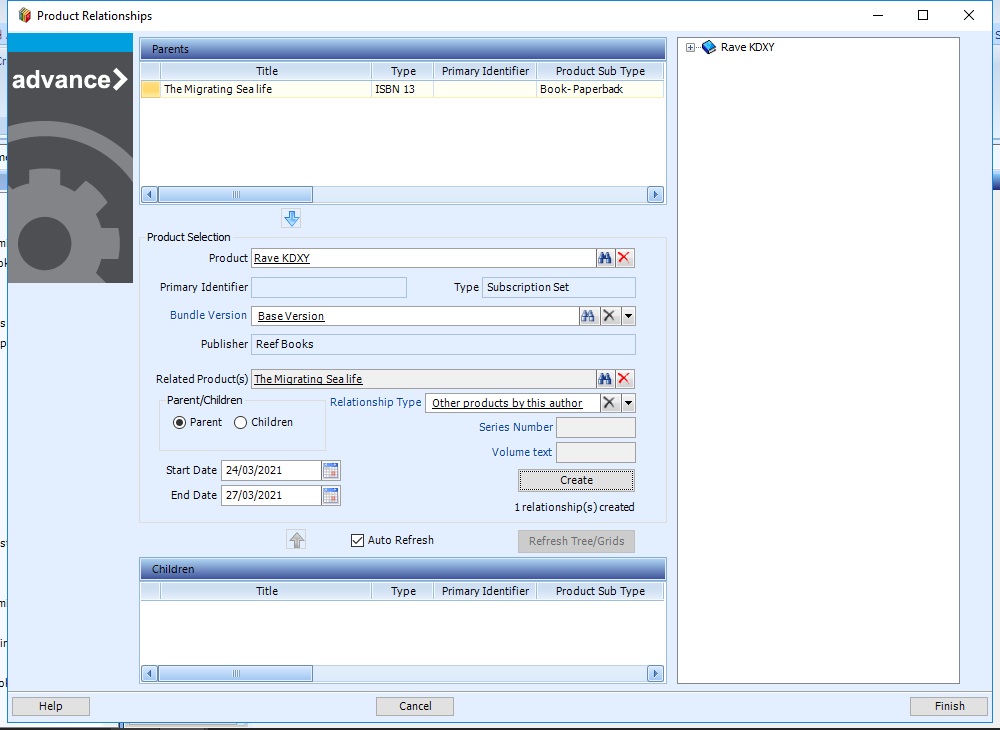 Product Relationships
advance
Parents
Title Type Primary Identifier Product Sub Type
The Migrating Sea life ISBN 13 Book- Paperback
Rave KDXY
Product Selection
Product Rave KDXY
Primary Identifier Type Subscription Set
Bundle Version Base Version
Publisher Reef Books
Related Product(s) The Migrating Sea life
Parent/Children Relationship Type Other products by this author
Parent Children
Series Number
Volume text
Start Date 24/03/2021
End Date 27/03/2021
Create
1 relationship(s) created
Auto Refresh Refresh Tree/Grids
Children
Title Type Primary Identifier Product Sub Type
Help Cancel Finish